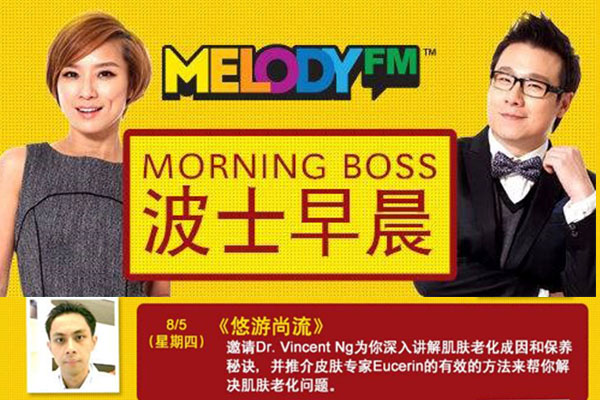 MELODY FM™
MORNING BOSS
波士早晨
8/5
（星期四）
《悠游尚流》
邀请Dr. Vincent Ng为你深入讲解肌肤老化成因和保养
秘诀，并推介皮肤专家Eucerin的有效的方法来帮你解
决肌肤老化问题。